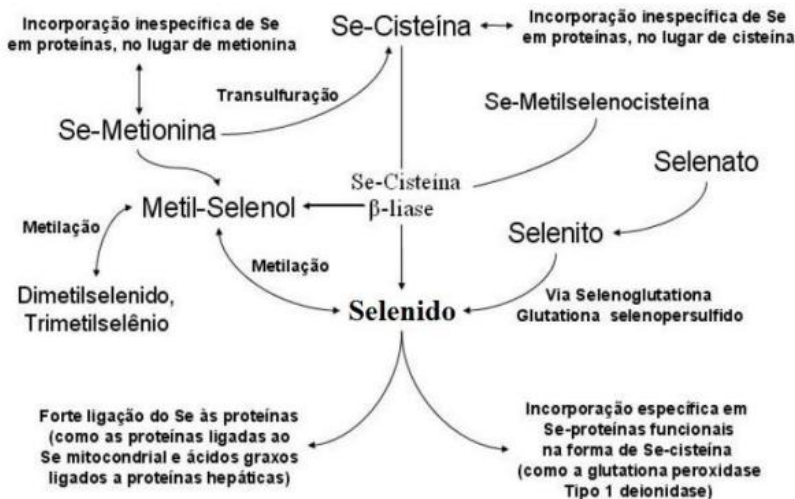 Incorporação inespecífica de Se
em proteínas, no lugar de metionina
Se-Cisteína
Incorporação inespecífica de Se
em proteínas, no lugar de cisteína
Transulfuração
Se-Metionina
Se-Metilselenocisteína
Selenato
Se-Cisteína
β-liase
Metil-Selenol
Selenito
Metilação
Metilação
Dimetilselenido,
Trimetilselênio
Selenido
Via Selenoglutationa
Glutationa selenopersulfido
Forte ligação do Se às proteínas
(como as proteínas ligadas ao
Se mitocondrial e ácidos graxos
ligados a proteínas hepáticas)
Incorporação específica em
Se-proteínas funcionais
na forma de Se-cisteína
(como a glutationa peroxidase
Tipo 1 deionidase)